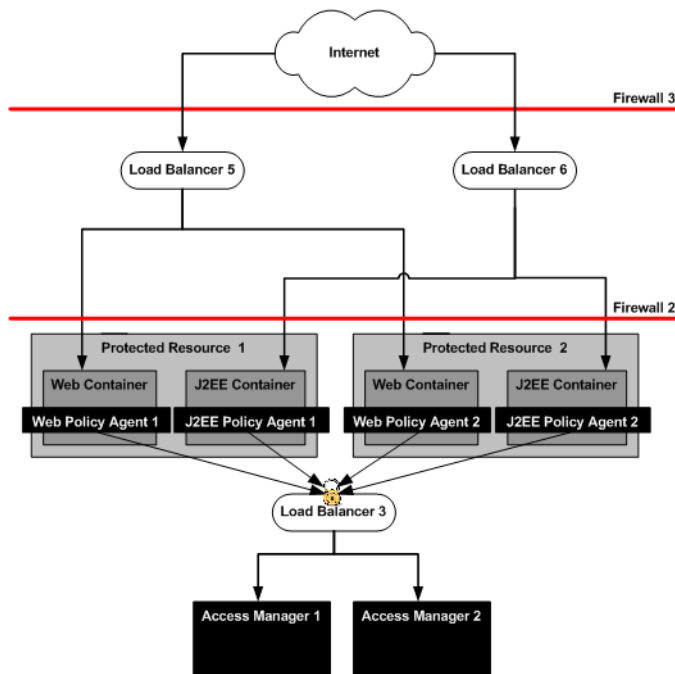 Internet
Firewall 3
Load Balancer 5
Load Balancer 6
Firewall 2
Protected Resource 1
Protected Resource 2
Web Container
J2EE Container
Web Container
J2EE Container
Web Policy Agent 1
J2EE Policy Agent 1
Web Policy Agent 2
J2EE Policy Agent 2
Load Balancer 3
Access Manager 1
Access Manager 2